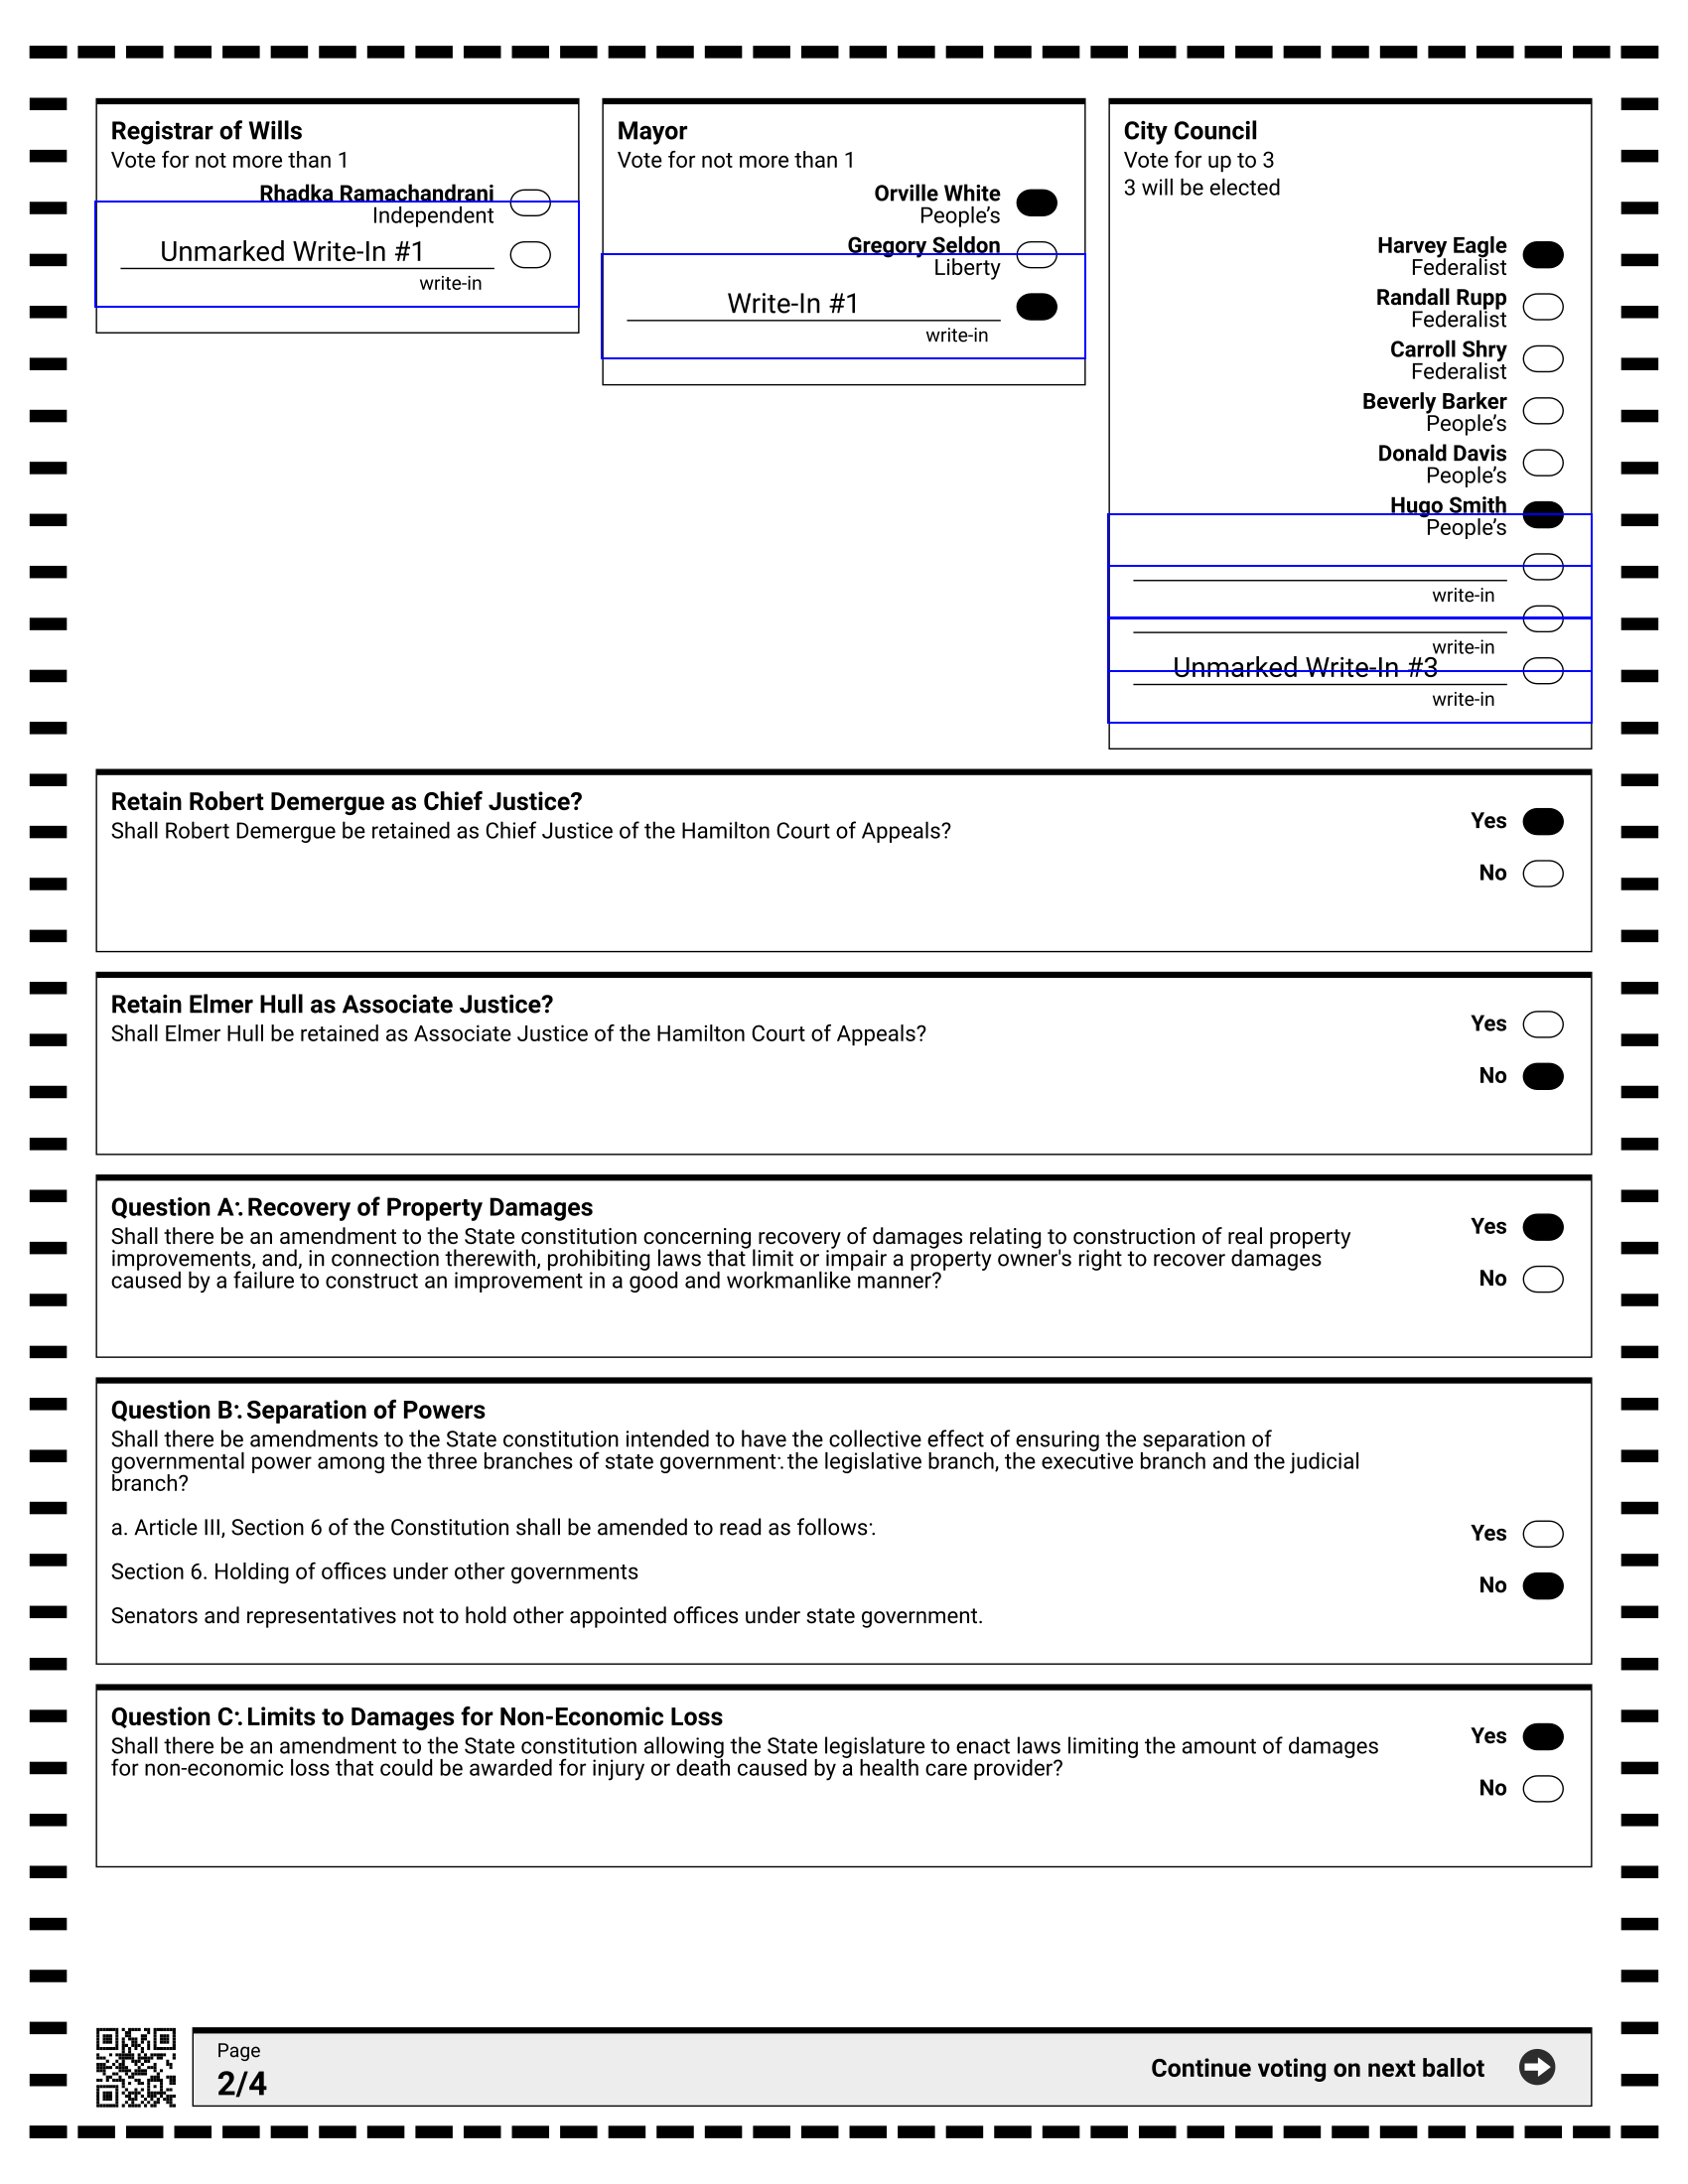 Registrar of Wills
Vote for not more than 1
Rhadka Ramachandrani
Independent
Unmarked Write-In #1
write-in
Mayor
Vote for not more than 1
Orville White
People's
Gregory Seldon
Liberty
Write-In #1
write-in
City Council
Vote for up to 3
3 will be elected
Harvey Eagle
Federalist
Randall Rupp
Federalist
Carroll Shry
Federalist
Beverly Barker
People's
Donald Davis
People's
Hugo Smith
People's
write-in
write-in
Unmarked Write-In #3
write-in
Retain Robert Demergue as Chief Justice?
Shall Robert Demergue be retained as Chief Justice of the Hamilton Court of Appeals?
Yes
No
Retain Elmer Hull as Associate Justice?
Shall Elmer Hull be retained as Associate Justice of the Hamilton Court of Appeals?
Yes
No
Question A: Recovery of Property Damages
Shall there be an amendment to the State constitution concerning recovery of damages relating to construction of real property
improvements, and, in connection therewith, prohibiting laws that limit or impair a property owner's right to recover damages
caused by a failure to construct an improvement in a good and workmanlike manner?
Yes
No
Question B: Separation of Powers
Shall there be amendments to the State constitution intended to have the collective effect of ensuring the separation of
governmental power among the three branches of state government: the legislative branch, the executive branch and the judicial
branch?
a. Article III, Section 6 of the Constitution shall be amended to read as follows:
Section 6. Holding of offices under other governments
Senators and representatives not to hold other appointed offices under state government.
Yes
No
Question C: Limits to Damages for Non-Economic Loss
Shall there be an amendment to the State constitution allowing the State legislature to enact laws limiting the amount of damages
for non-economic loss that could be awarded for injury or death caused by a health care provider?
Yes
No
Page
2/4
Continue voting on next ballot